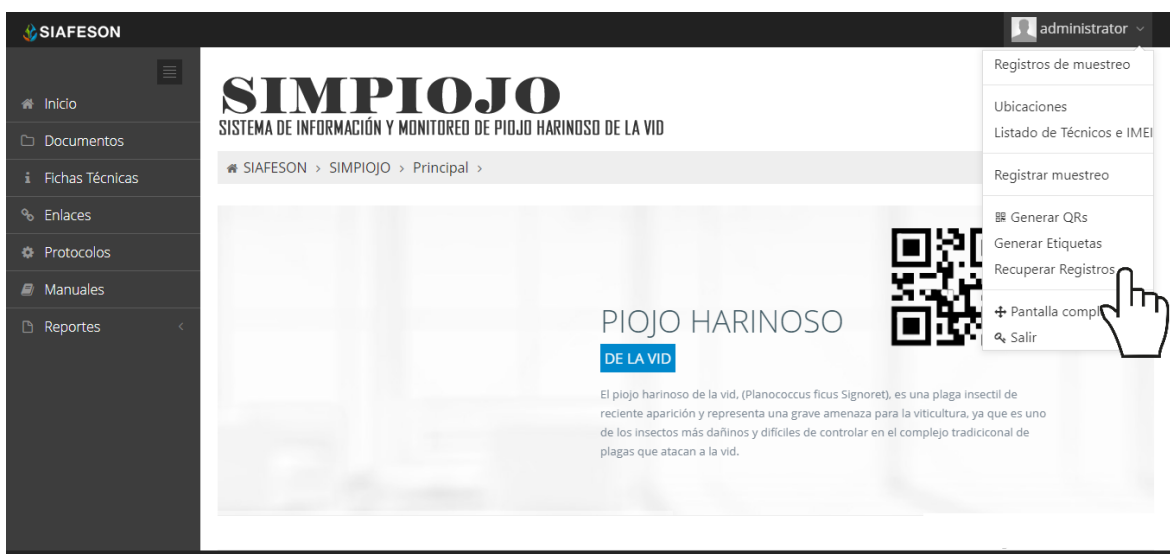 SIAFESON
administrator
Inicio
Documentos
Fichas Técnicas
Enlaces
Protocolos
Manuales
Reportes
SIMPIOJO
SISTEMA DE INFORMACIÓN Y MONITOREO DE PIOJO HARINOSO DE LA VID
SIAFESON > SIMPIOJO > Principal >
Registros de muestreo
Ubicaciones
Listado de Técnicos e IMEI
Registrar muestreo
Generar QRs
Generar Etiquetas
Recuperar Registros
Pantalla compl
Salir
PIOJO HARINOSO
DE LA VID
El piojo harinoso de la vid, (Planococcus ficus Signoret), es una plaga insectil de
reciente aparición y representa una grave amenaza para la viticultura, ya que es uno
de los insectos más dañinos y difíciles de controlar en el complejo tradiciconal de
plagas que atacan a la vid.